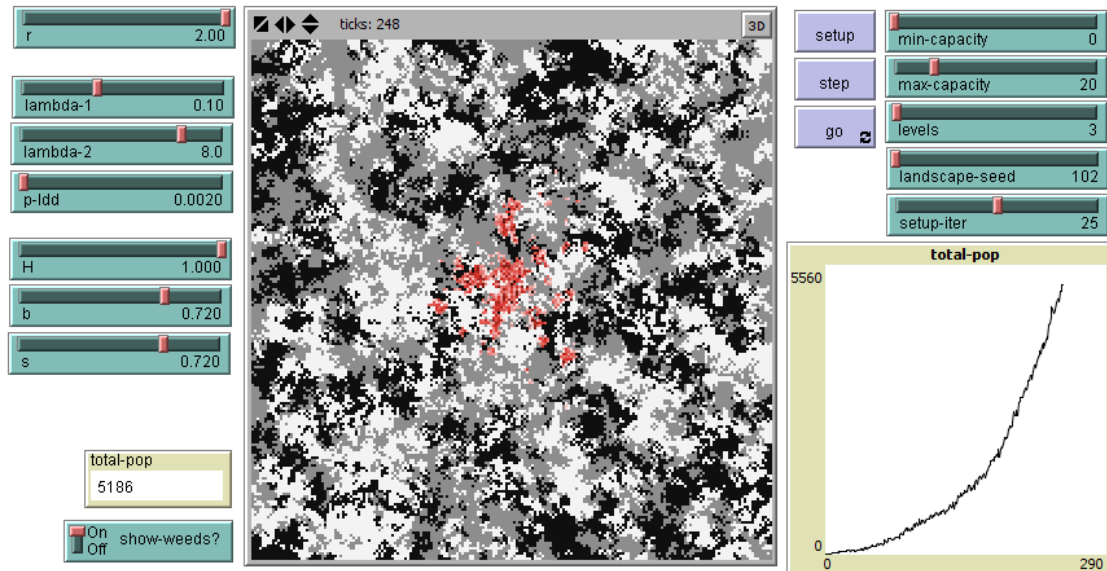 r 2.00
lambda-1 0.10
lambda-2 8.0
p-ldd 0.0020
H 1.000
b 0.720
s 0.720
total-pop
5186
On
Off
show-weeds?
ticks: 248
3D
setup
step
go
min-capacity 0
max-capacity 20
levels 3
landscape-seed 102
setup-iter 25
total-pop
5560
0
0 290